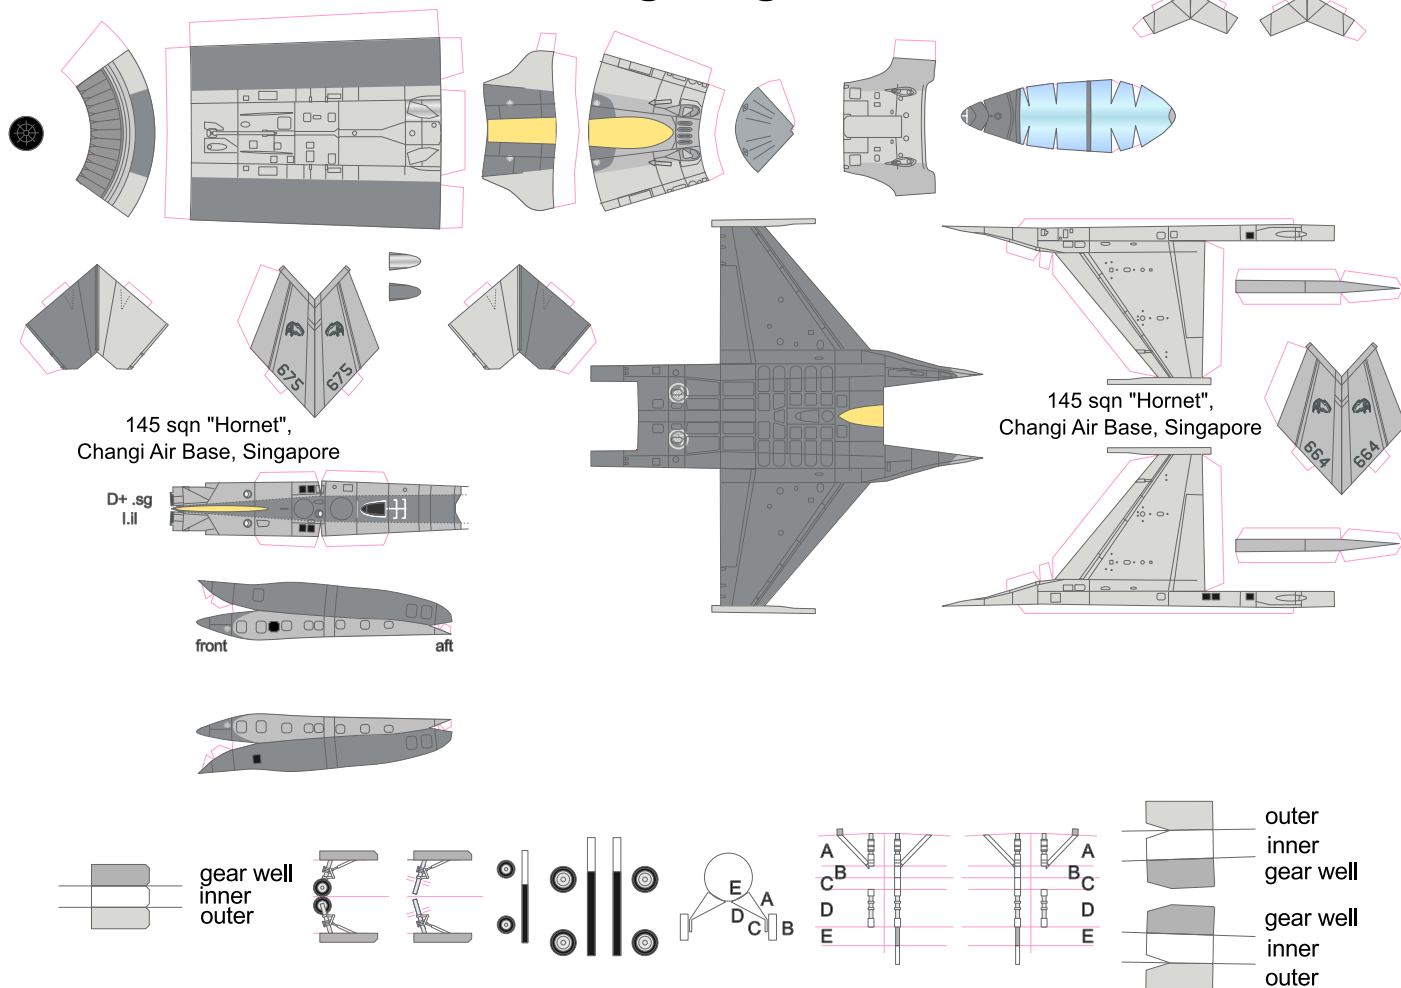 675
675
145 sqn "Hornet",
Changi Air Base, Singapore
145 sqn "Hornet",
Changi Air Base, Singapore
664
664
D+ .sg
I.il
front
aft
gear well
inner
outer
E
A
D
C
B
A
B
C
D
E
A
B
C
D
E
outer
inner
gear well
gear well
inner
outer